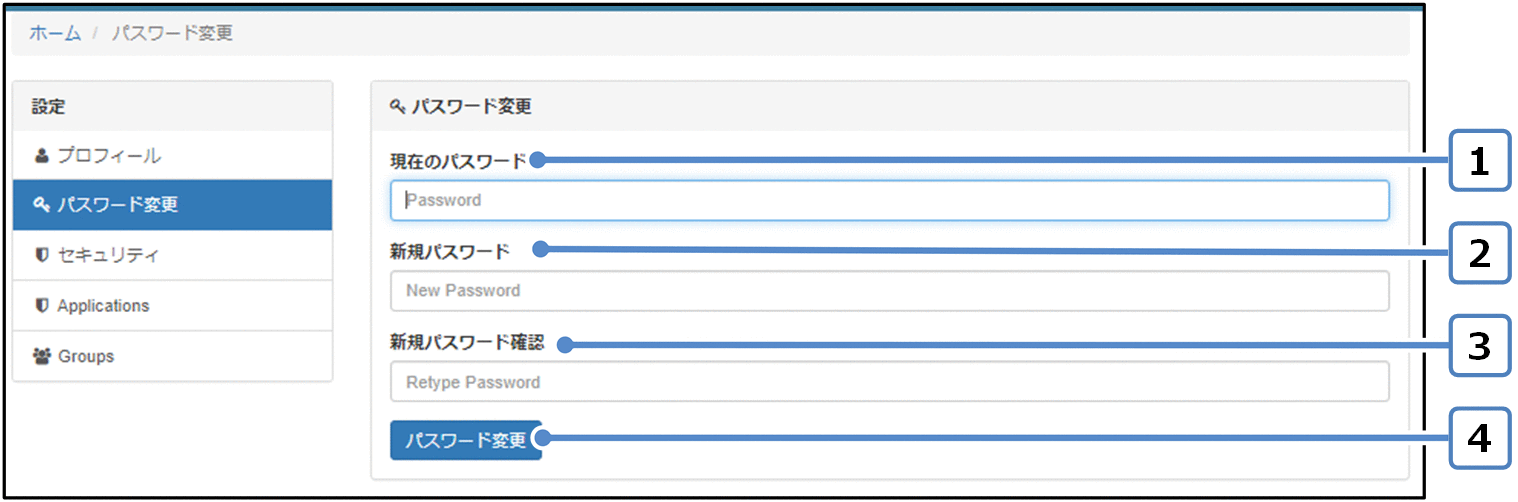 ホーム / パスワード変更
設定
プロフィール
パスワード変更
セキュリティ
Applications
Groups
パスワード変更
現在のパスワード
Password
新規パスワード
New Password
新規パスワード確認
Retype Password
パスワード変更
1
2
3
4